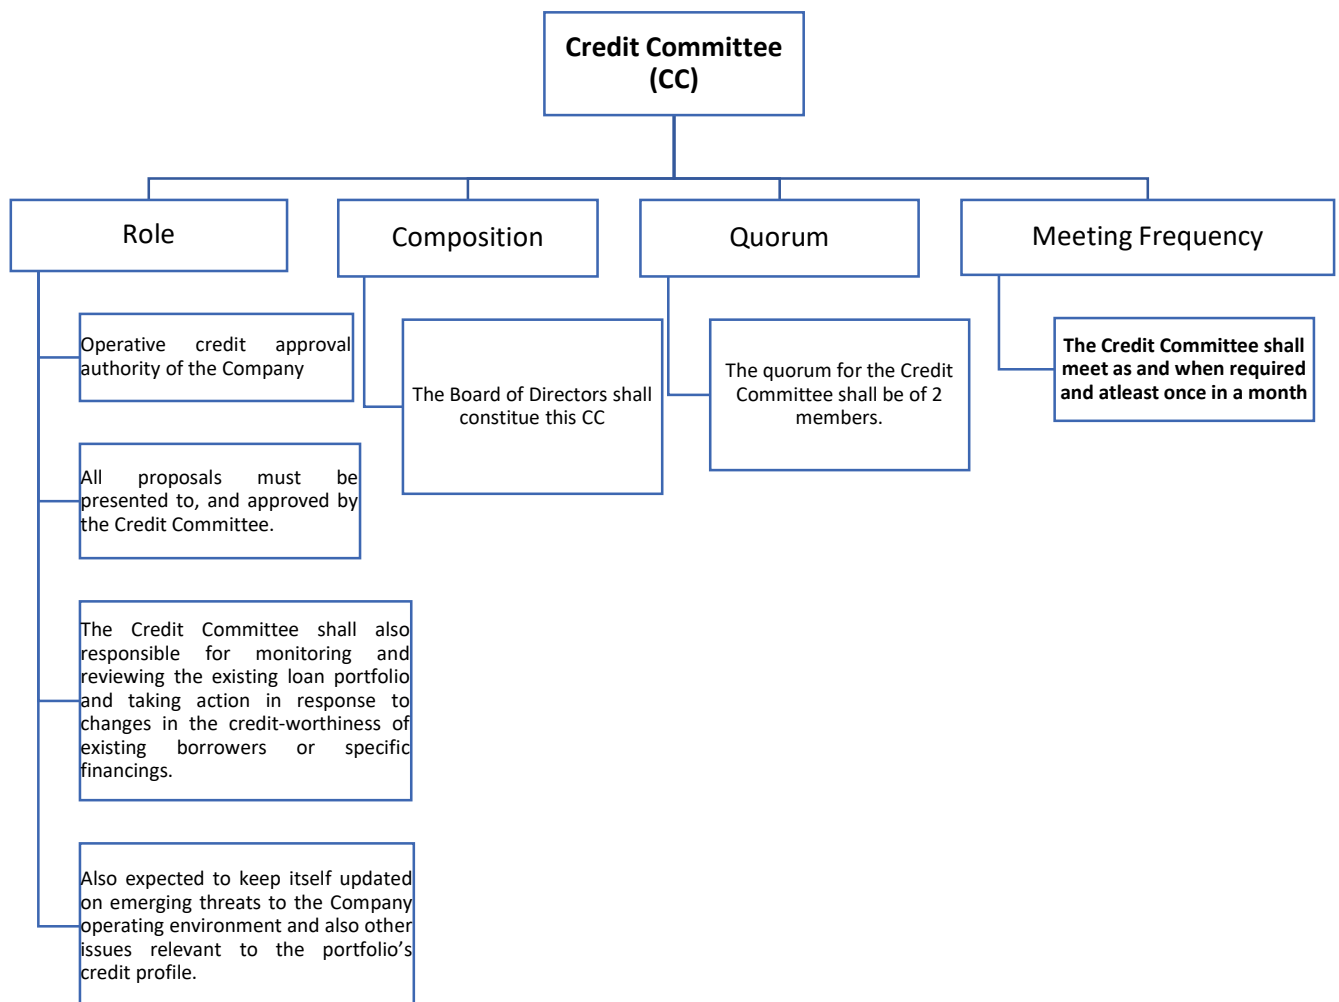 Credit Committee
(CC)
Role
Composition
Quorum
Meeting Frequency
Operative credit approval
authority of the Company
All proposals must be
presented to, and approved by
the Credit Committee.
The Credit Committee shall also
responsible for monitoring and
reviewing the existing loan portfolio
and taking action in response to
changes in the credit-worthiness of
existing borrowers or specific
financings.
Also expected to keep itself updated
on emerging threats to the Company
operating environment and also other
issues relevant to the portfolio’s
credit profile.
The Board of Directors shall
constitue this CC
The quorum for the Credit
Committee shall be of 2
members.
The Credit Committee shall
meet as and when required
and atleast once in a month